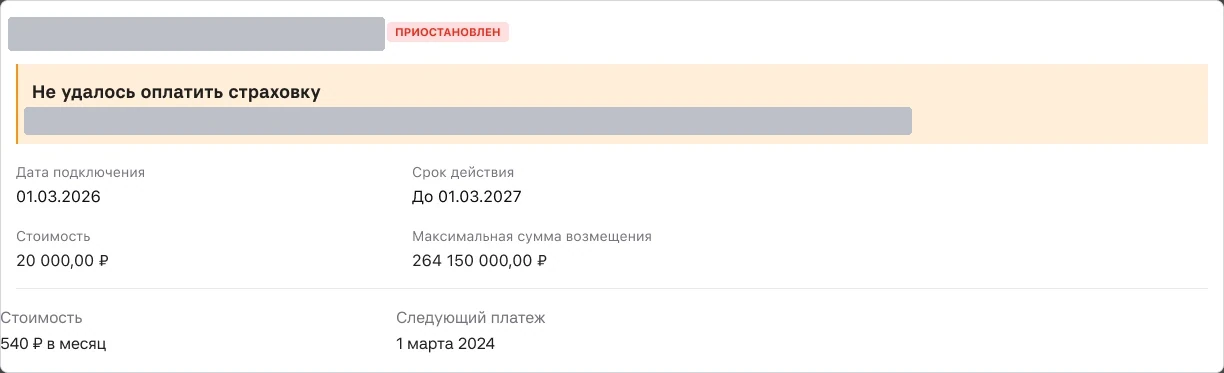 ПРИОСТАНОВЛЕН
Не удалось оплатить страховку
Дата подключения
Срок действия
01.03.2026
До 01.03.2027
Стоимость
Максимальная сумма возмещения
20 000,00 ₽
264 150 000,00 ₽
Стоимость
Следующий платеж
540 ₽ в месяц
1 марта 2024